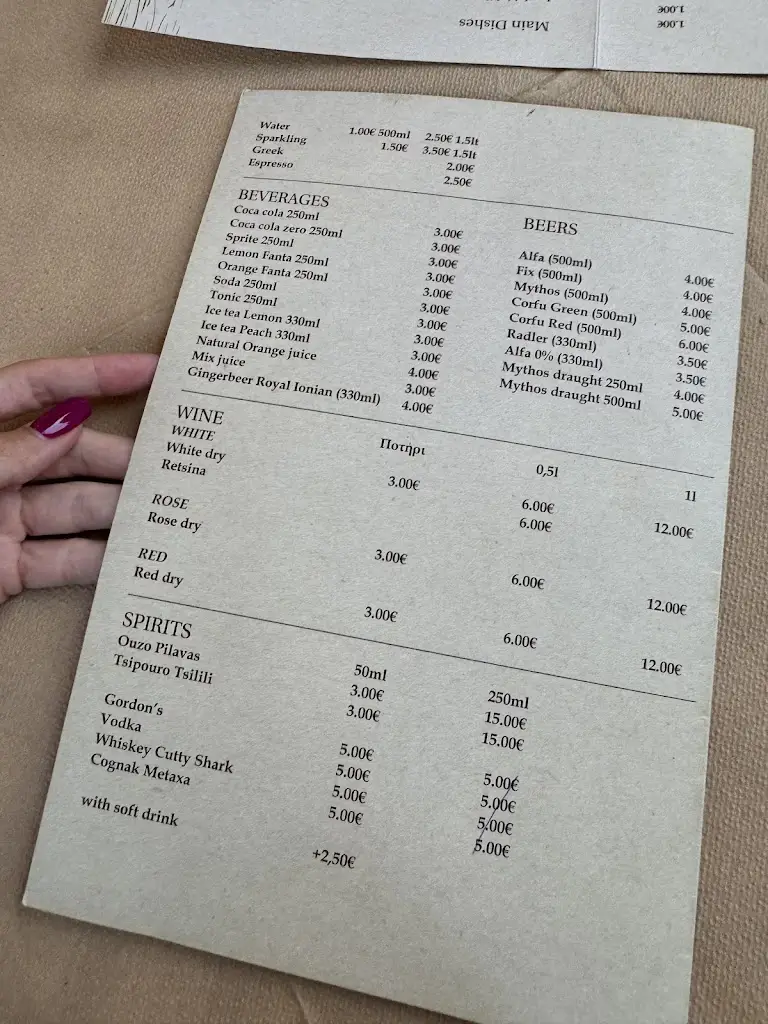 Main Dishes
1.00€
1.00€
Water 1.00€ 500ml 2.50€ 1.5lt
Sparkling 1.50€ 3.50€ 1.5lt
Greek 2.00€
Espresso 2.50€
BEVERAGES
Coca cola 250ml 3.00€
Coca cola zero 250ml 3.00€
Sprite 250ml 3.00€
Lemon Fanta 250ml 3.00€
Orange Fanta 250ml 3.00€
Soda 250ml 3.00€
Tonic 250ml 3.00€
Ice tea Lemon 330ml 3.00€
Ice tea Peach 330ml 3.00€
Natural Orange juice 4.00€
Mix juice 3.00€
Gingerbeer Royal Ionian (330ml) 4.00€
BEERS
Alfa (500ml) 4.00€
Fix (500ml) 4.00€
Mythos (500ml) 4.00€
Corfu Green (500ml) 5.00€
Corfu Red (500ml) 6.00€
Radler (330ml) 3.50€
Alfa 0% (330ml) 3.50€
Mythos draught 250ml 4.00€
Mythos draught 500ml 5.00€
WINE Ποτήρι 0,5l 1l
WHITE
White dry 3.00€ 6.00€ 12.00€
Retsina 6.00€
ROSE
Rose dry 3.00€ 6.00€ 12.00€
RED
Red dry 3.00€ 6.00€ 12.00€
SPIRITS 50ml 250ml
Ouzo Pilavas 3.00€ 15.00€
Tsipouro Tsilili 3.00€ 15.00€
Gordon's 5.00€ 5.00€
Vodka 5.00€ 5.00€
Whiskey Cutty Shark 5.00€ 5.00€
Cognak Metaxa 5.00€ 5.00€
with soft drink +2,50€